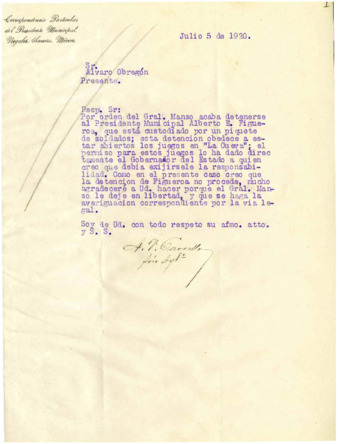 1
Correspondencia Particular
del Presidente Municipal.
Nogales, Sonora, México.
Julio 5 de 1920.
Sr.
Alvaro Obregón
Presente.
Resp. Sr:
Por orden del Gral. Manso acaba detenerse
al Presidente Municipal Alberto E. Figue-
roa, que está custodiado por un piquete
de soldados; esta detención obedece a es-
tar abiertos los juegos en "La Cueva"; el
permiso para estos juegos lo ha dado direc-
tamente el Gobernador del Estado a quien
creo que debía exijírsele la responsabi-
lidad. Como en el presente caso creo que
la detención de Figueroa no proceda, mucho
agradeceré a Ud. hacer porque el Gral. Man-
so le deje en libertad, y que se haga la
averiguación correspondiente por la vía le-
gal.
Soy de Ud. con todo respeto su afmo. atto.
y S. S.